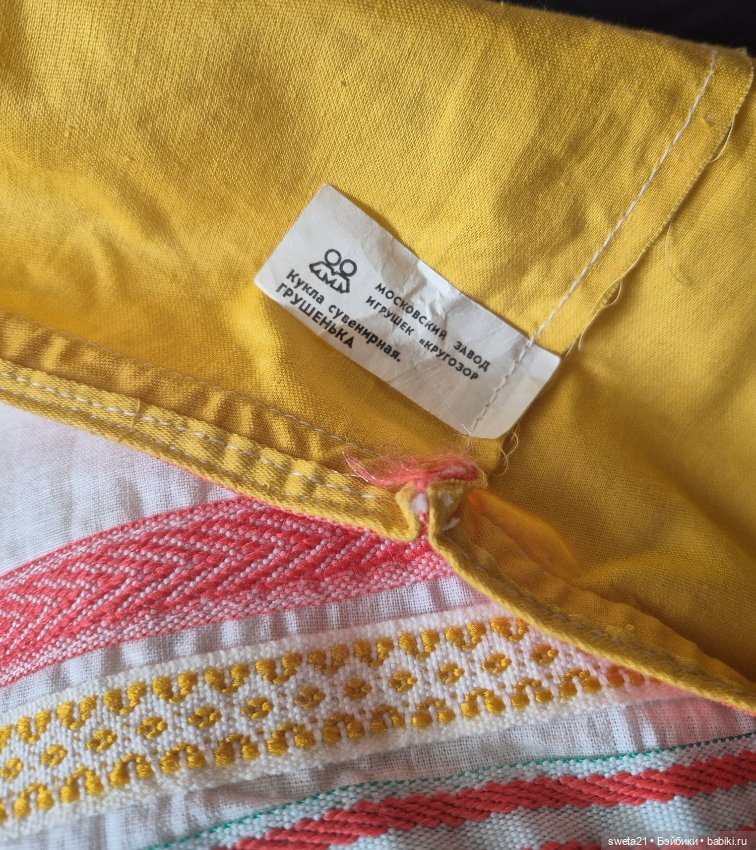 МОСКОВСКИЙ ЗАВОД
ИГРУШЕК «КРУГОЗОР
Кукла сувенирная.
ГРУШЕНЬКА
sweta21 • Бэйбики • babiki.ru